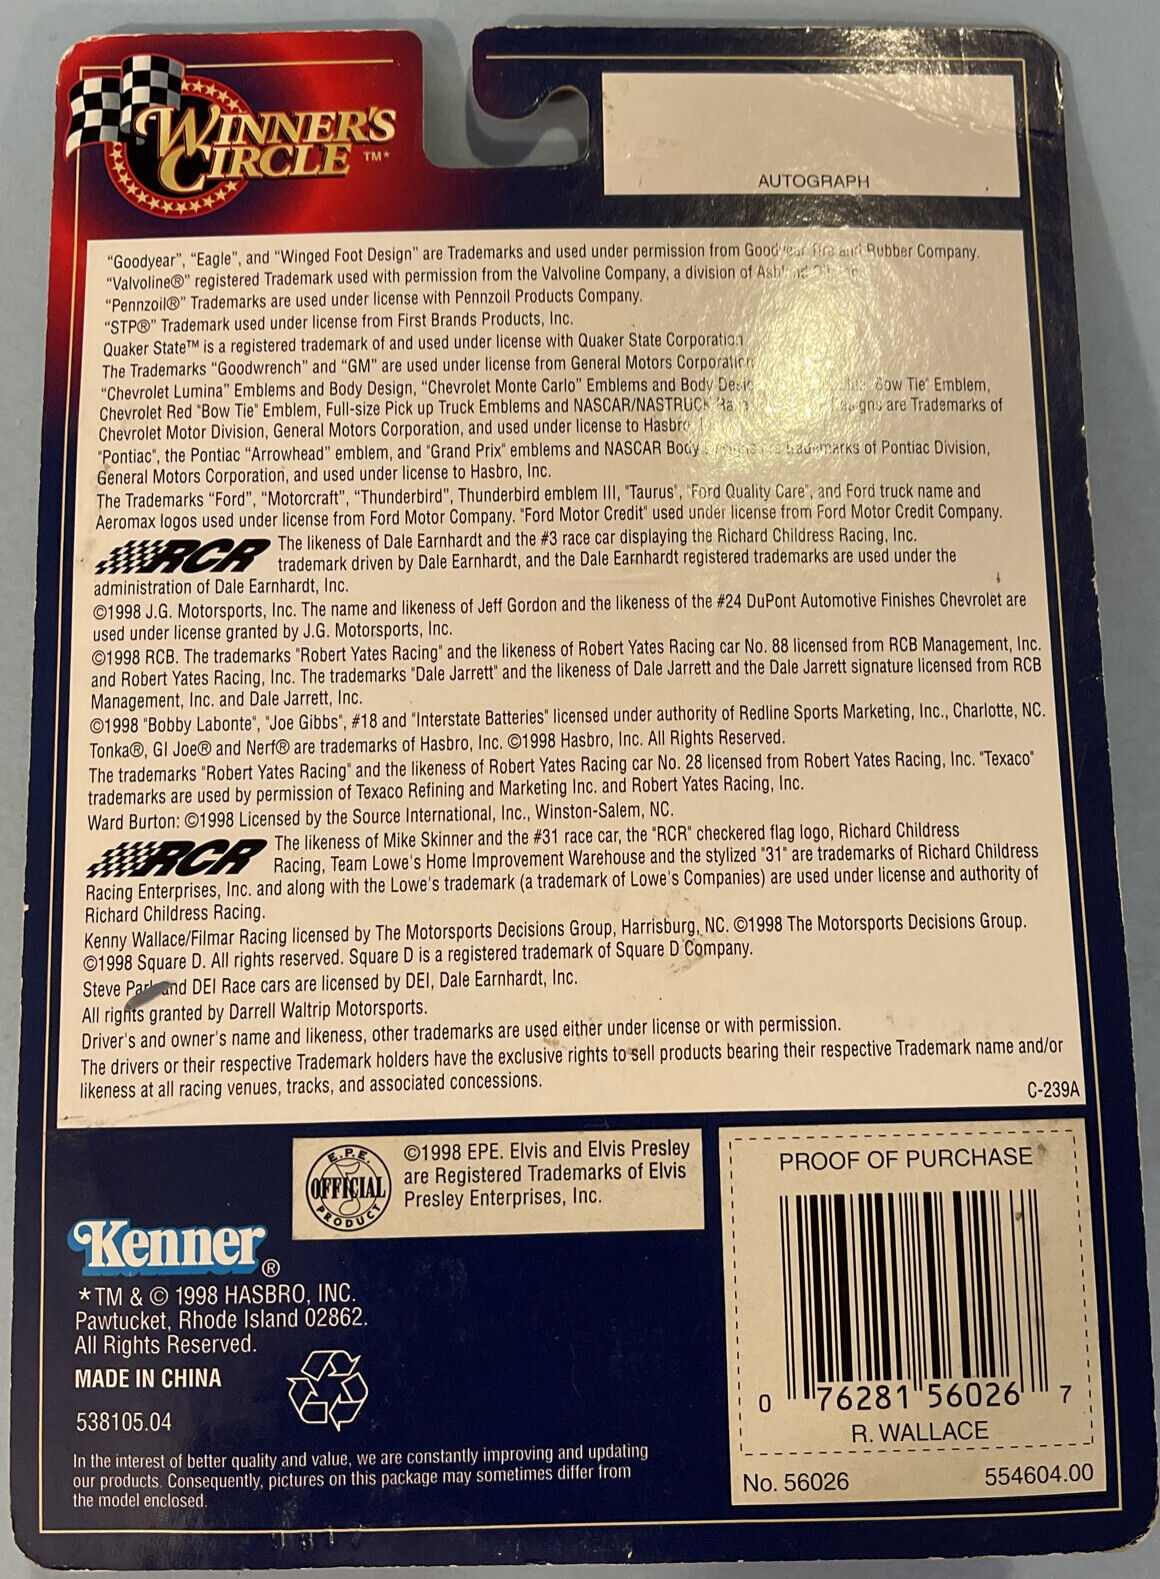 WINNER'S
CIRCLE ™*
AUTOGRAPH
"Goodyear", "Eagle", and "Winged Foot Design" are Trademarks and used under permission from Goodyear Tire and Rubber Company.
"Valvoline®" registered Trademark used with permission from the Valvoline Company, a division of
"Pennzoil®" Trademarks are used under license with Pennzoil Products Company.
"STP®" Trademark used under license from First Brands Products, Inc.
Quaker State™ is a registered trademark of and used under license with Quaker State Corporation
The Trademarks "Goodwrench" and "GM" are used under license from General Motors Corporation
"Chevrolet Lumina" Emblems and Body Design, "Chevrolet Monte Carlo" Emblems and Body "Bow Tie" Emblem,
Chevrolet Red "Bow Tie" Emblem, Full-size Pick up Truck Emblems and NASCAR/NASTRUCK are Trademarks of
Chevrolet Motor Division, General Motors Corporation, and used under license to Hasbro,
"Pontiac", the Pontiac "Arrowhead" emblem, and "Grand Prix" emblems and NASCAR Body trademarks of Pontiac Division,
General Motors Corporation, and used under license to Hasbro, Inc.
The Trademarks "Ford", "Motorcraft", "Thunderbird", Thunderbird emblem III, "Taurus", "Ford Quality Care", and Ford truck name and
Aeromax logos used under license from Ford Motor Company. "Ford Motor Credit" used under license from Ford Motor Credit Company.
RCR The likeness of Dale Earnhardt and the #3 race car displaying the Richard Childress Racing, Inc.
trademark driven by Dale Earnhardt, and the Dale Earnhardt registered trademarks are used under the
administration of Dale Earnhardt, Inc.
©1998 J.G. Motorsports, Inc. The name and likeness of Jeff Gordon and the likeness of the #24 DuPont Automotive Finishes Chevrolet are
used under license granted by J.G. Motorsports, Inc.
©1998 RCB. The trademarks "Robert Yates Racing" and the likeness of Robert Yates Racing car No. 88 licensed from RCB Management, Inc.
and Robert Yates Racing, Inc. The trademarks "Dale Jarrett" and the likeness of Dale Jarrett and the Dale Jarrett signature licensed from RCB
Management, Inc. and Dale Jarrett, Inc.
©1998 "Bobby Labonte", "Joe Gibbs", #18 and "Interstate Batteries" licensed under authority of Redline Sports Marketing, Inc., Charlotte, NC.
Tonka®, GI Joe® and Nerf® are trademarks of Hasbro, Inc. ©1998 Hasbro, Inc. All Rights Reserved.
The trademarks "Robert Yates Racing" and the likeness of Robert Yates Racing car No. 28 licensed from Robert Yates Racing, Inc. "Texaco"
trademarks are used by permission of Texaco Refining and Marketing Inc. and Robert Yates Racing, Inc.
Ward Burton: ©1998 Licensed by the Source International, Inc., Winston-Salem, NC.
RCR The likeness of Mike Skinner and the #31 race car, the "RCR" checkered flag logo, Richard Childress
Racing, Team Lowe's Home Improvement Warehouse and the stylized "31" are trademarks of Richard Childress
Racing Enterprises, Inc. and along with the Lowe's trademark (a trademark of Lowe's Companies) are used under license and authority of
Richard Childress Racing.
Kenny Wallace/Filmar Racing licensed by The Motorsports Decisions Group, Harrisburg, NC. ©1998 The Motorsports Decisions Group.
©1998 Square D. All rights reserved. Square D is a registered trademark of Square D Company.
Steve Park and DEI Race cars are licensed by DEI, Dale Earnhardt, Inc.
All rights granted by Darrell Waltrip Motorsports.
Driver's and owner's name and likeness, other trademarks are used either under license or with permission.
The drivers or their respective Trademark holders have the exclusive rights to sell products bearing their respective Trademark name and/or
likeness at all racing venues, tracks, and associated concessions.
C-239A
E.P.E.
OFFICIAL
PRODUCT
©1998 EPE. Elvis and Elvis Presley
are Registered Trademarks of Elvis
Presley Enterprises, Inc.
Kenner®
*TM & © 1998 HASBRO, INC.
Pawtucket, Rhode Island 02862.
All Rights Reserved.
MADE IN CHINA
538105.04
In the interest of better quality and value, we are constantly improving and updating
our products. Consequently, pictures on this package may sometimes differ from
the model enclosed.
PROOF OF PURCHASE
0 76281 56026 7
R. WALLACE
No. 56026 554604.00